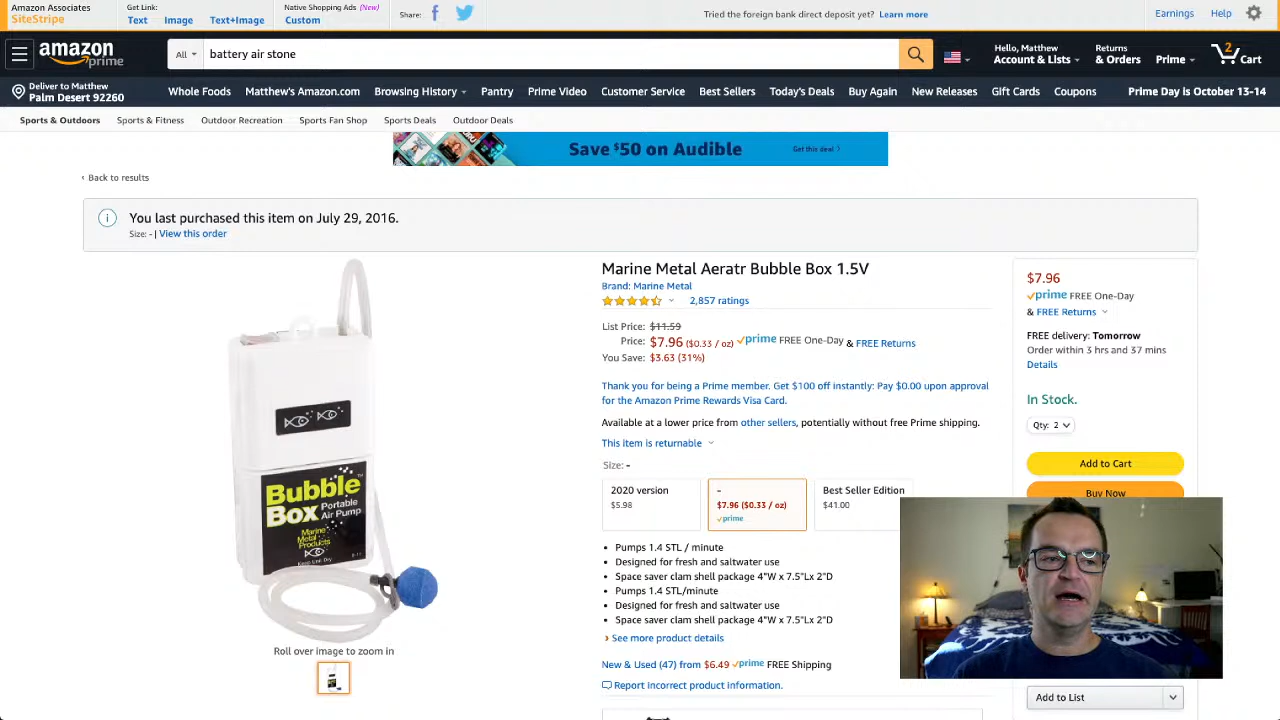 Amazon Associates
SiteStripe
Get Link:
Text Image Text+Image
Native Shopping Ads (New)
Custom
Share:
Tried the foreign bank direct deposit yet? Learn more
Earnings Help
amazon
prime
All
battery air stone
Hello, Matthew
Account & Lists
Returns
& Orders
Prime
2
Cart
Deliver to Matthew
Palm Desert 92260
Whole Foods Matthew's Amazon.com Browsing History Pantry Prime Video Customer Service Best Sellers Today's Deals Buy Again New Releases Gift Cards Coupons
Prime Day is October 13-14
Sports & Outdoors Sports & Fitness Outdoor Recreation Sports Fan Shop Sports Deals Outdoor Deals
Save $50 on Audible
Get this deal >
‹ Back to results
You last purchased this item on July 29, 2016.
Size: - | View this order
Bubble
Box Portable
Air Pump
Marine
Metal
Products
Keep Unit Dry
Roll over image to zoom in
Marine Metal Aeratr Bubble Box 1.5V
Brand: Marine Metal
2,857 ratings
List Price: $11.59
Price: $7.96 ($0.33 / oz) prime FREE One-Day & FREE Returns
You Save: $3.63 (31%)
Thank you for being a Prime member. Get $100 off instantly: Pay $0.00 upon approval
for the Amazon Prime Rewards Visa Card.
Available at a lower price from other sellers, potentially without free Prime shipping.
This item is returnable
Size: -
2020 version
$5.98
-
$7.96 ($0.33 / oz)
prime
Best Seller Edition
$41.00
• Pumps 1.4 STL / minute
• Designed for fresh and saltwater use
• Space saver clam shell package 4"W x 7.5"Lx 2"D
• Pumps 1.4 STL/minute
• Designed for fresh and saltwater use
• Space saver clam shell package 4"W x 7.5"Lx 2"D
› See more product details
New & Used (47) from $6.49 prime FREE Shipping
Report incorrect product information.
$7.96
prime FREE One-Day
& FREE Returns
FREE delivery: Tomorrow
Order within 3 hrs and 37 mins
Details
In Stock.
Qty: 2
Add to Cart
Buy Now
Add to List